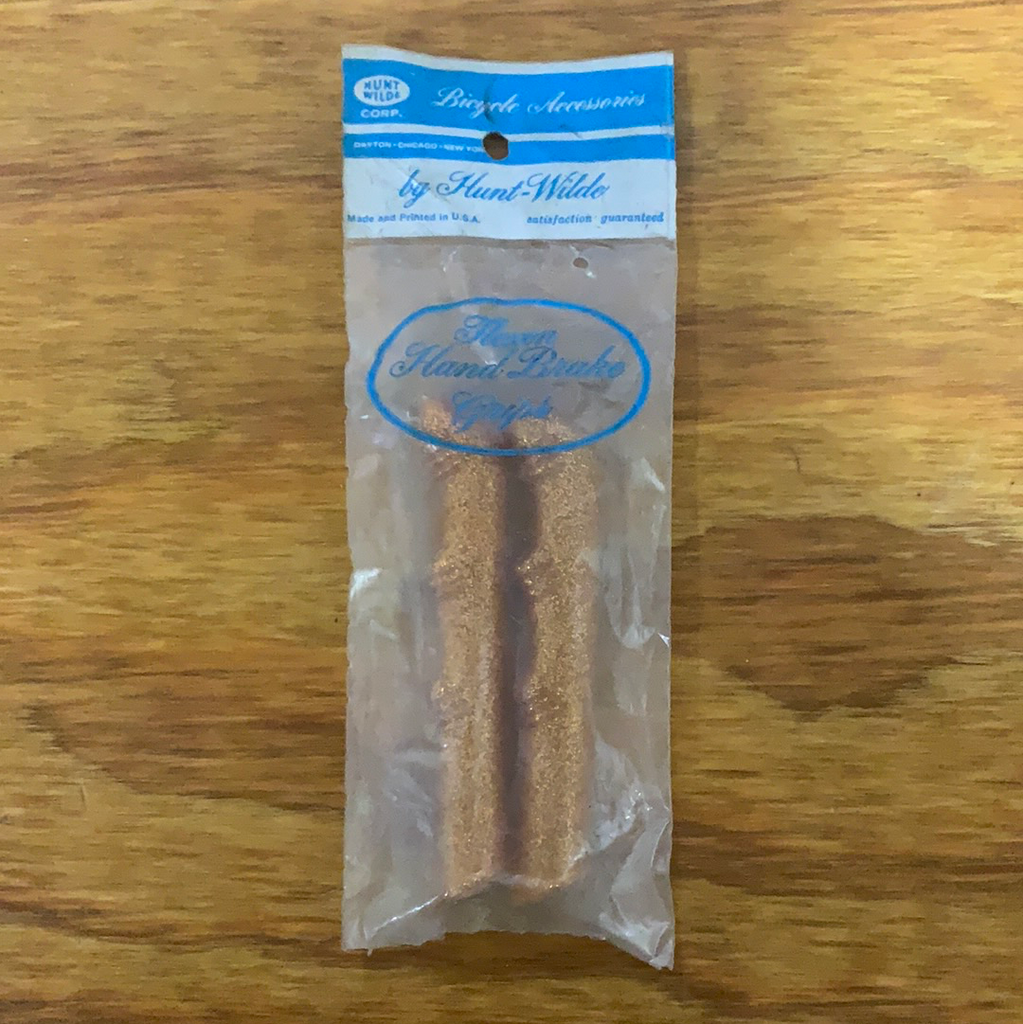 HUNT
WILDE
CORP.
Bicycle Accessories
DAYTON · CHICAGO · NEW YORK
by Hunt-Wilde
Made and Printed in U.S.A.
satisfaction guaranteed
Hand Brake
Grips